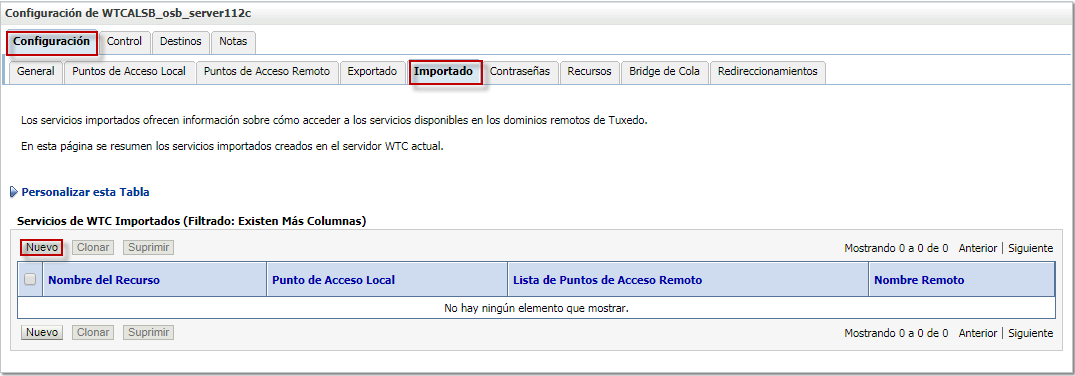 Configuración de WTCALSB_osb_server112c
Configuración Control Destinos Notas
General Puntos de Acceso Local Puntos de Acceso Remoto Exportado Importado Contraseñas Recursos Bridge de Cola Redireccionamientos
Los servicios importados ofrecen información sobre cómo acceder a los servicios disponibles en los dominios remotos de Tuxedo.
En esta página se resumen los servicios importados creados en el servidor WTC actual.
Personalizar esta Tabla
Servicios de WTC Importados (Filtrado: Existen Más Columnas)
Nuevo Clonar Suprimir Mostrando 0 a 0 de 0 Anterior | Siguiente
Nombre del Recurso Punto de Acceso Local Lista de Puntos de Acceso Remoto Nombre Remoto
No hay ningún elemento que mostrar.
Nuevo Clonar Suprimir Mostrando 0 a 0 de 0 Anterior | Siguiente